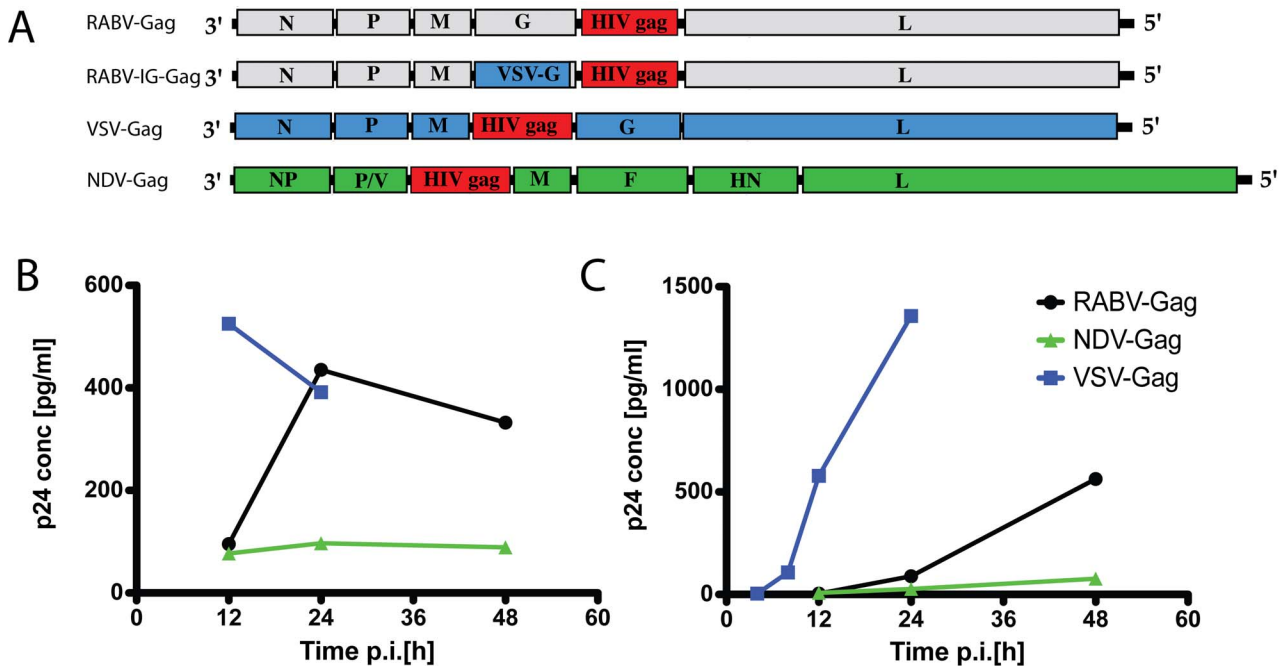 A
RABV-Gag 3' N P M G HIV gag L 5'
RABV-IG-Gag 3' N P M VSV-G HIV gag L 5'
VSV-Gag 3' N P M HIV gag G L 5'
NDV-Gag 3' NP P/V HIV gag M F HN L 5'
B
p24 conc [pg/ml]
600
400
200
0
0 12 24 36 48 60
Time p.i.[h]
C
p24 conc [pg/ml]
1500
1000
500
0
0 12 24 36 48 60
Time p.i.[h]
RABV-Gag
NDV-Gag
VSV-Gag